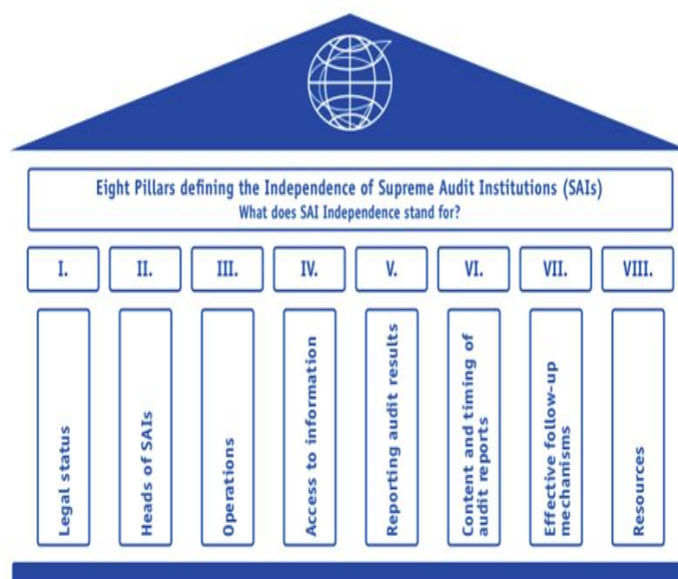 Eight Pillars defining the Independence of Supreme Audit Institutions (SAIs)
What does SAI Independence stand for?
I.
II.
III.
IV.
V.
VI.
VII.
VIII.
Legal status
Heads of SAIs
Operations
Access to information
Reporting audit results
Content and timing of
audit reports
Effective follow-up
mechanisms
Resources